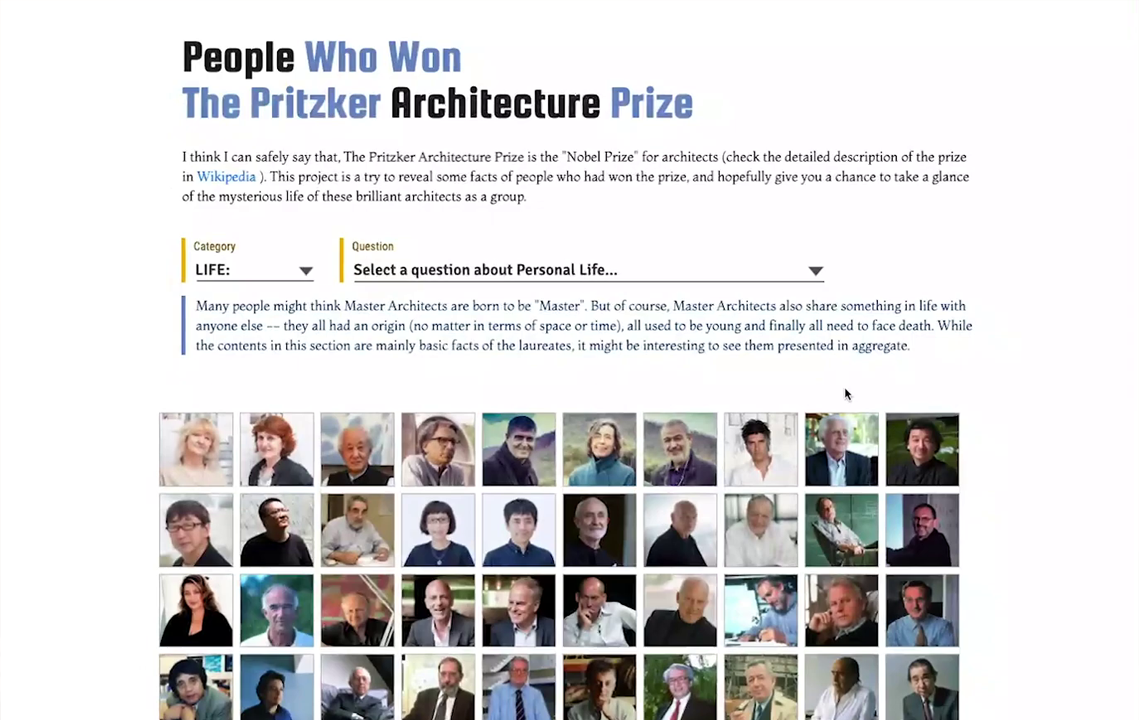 People Who Won
The Pritzker Architecture Prize
I think I can safely say that, The Pritzker Architecture Prize is the "Nobel Prize" for architects (check the detailed description of the prize
in Wikipedia ). This project is a try to reveal some facts of people who had won the prize, and hopefully give you a chance to take a glance
of the mysterious life of these brilliant architects as a group.
Category
Question
LIFE:
Select a question about Personal Life...
Many people might think Master Architects are born to be "Master". But of course, Master Architects also share something in life with
anyone else -- they all had an origin (no matter in terms of space or time), all used to be young and finally all need to face death. While
the contents in this section are mainly basic facts of the laureates, it might be interesting to see them presented in aggregate.